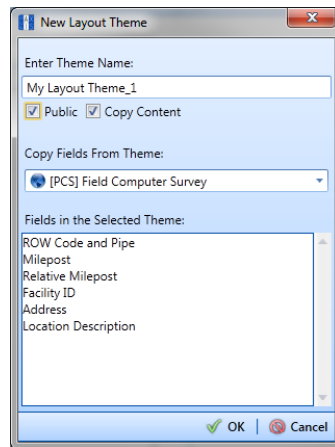 New Layout Theme
Enter Theme Name:
My Layout Theme_1
Public Copy Content
Copy Fields From Theme:
[PCS] Field Computer Survey
Fields in the Selected Theme:
ROW Code and Pipe
Milepost
Relative Milepost
Facility ID
Address
Location Description
OK Cancel